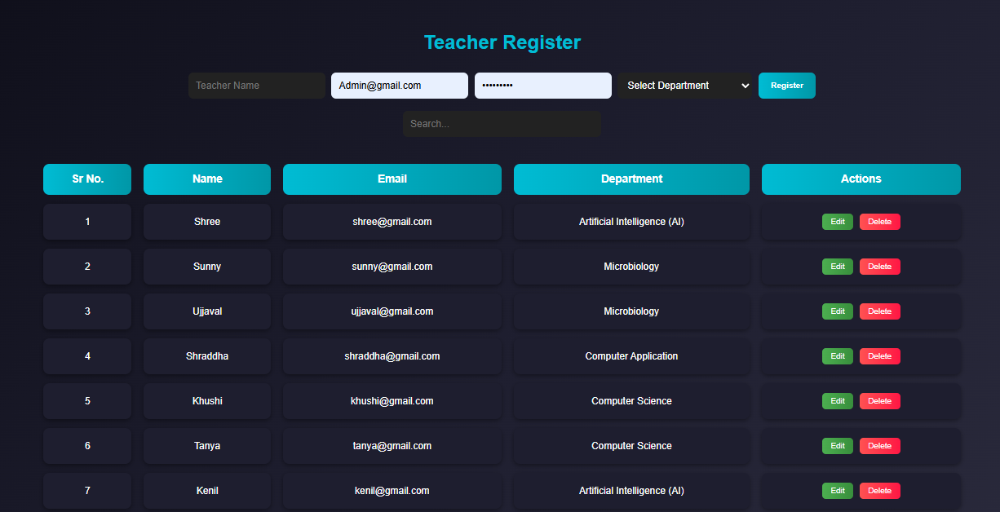 Teacher Register
Teacher Name Admin@gmail.com ••••••••• Select Department Register
Search...
Sr No. Name Email Department Actions
1 Shree shree@gmail.com Artificial Intelligence (AI) Edit Delete
2 Sunny sunny@gmail.com Microbiology Edit Delete
3 Ujjaval ujjaval@gmail.com Microbiology Edit Delete
4 Shraddha shraddha@gmail.com Computer Application Edit Delete
5 Khushi khushi@gmail.com Computer Science Edit Delete
6 Tanya tanya@gmail.com Computer Science Edit Delete
7 Kenil kenil@gmail.com Artificial Intelligence (AI) Edit Delete